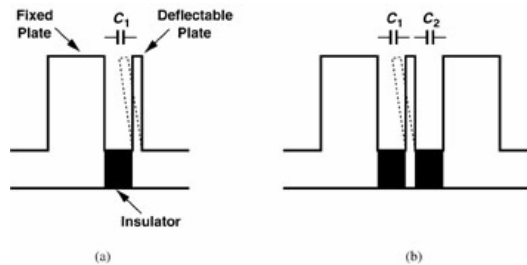 Fixed
Plate
C1
Deflectable
Plate
C1
C2
Insulator
(a)
(b)